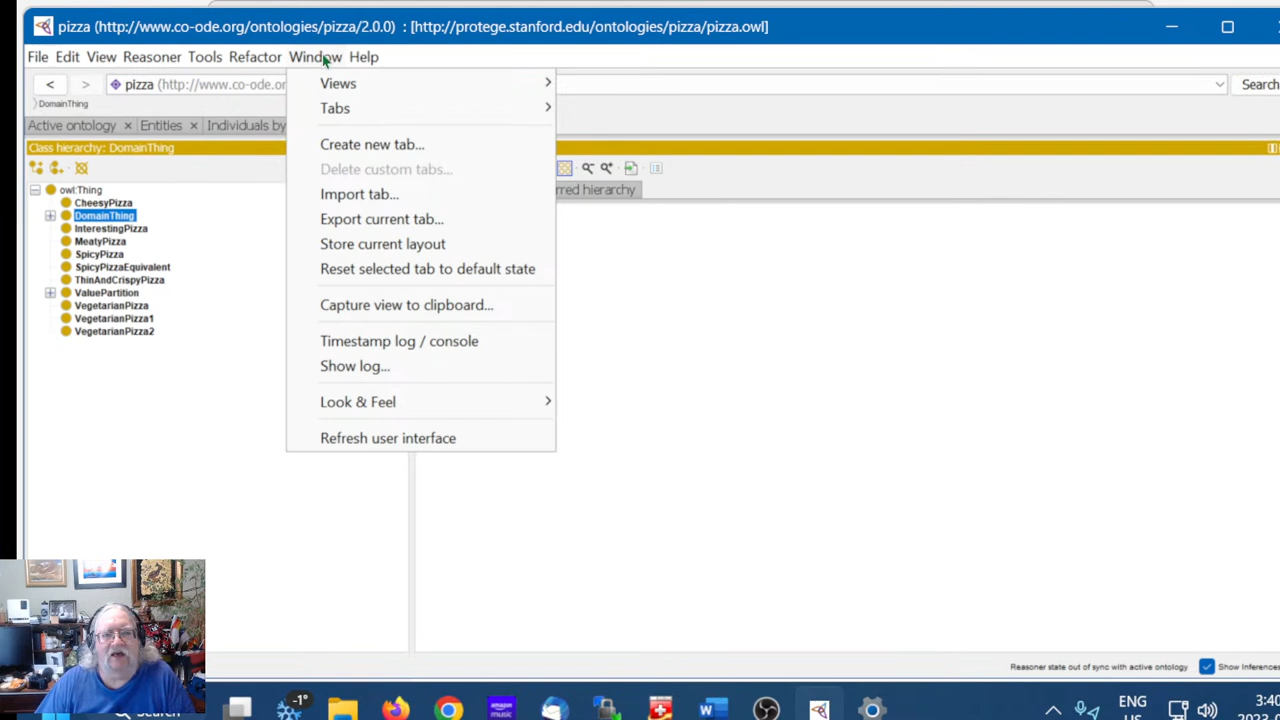 pizza (http://www.co-ode.org/ontologies/pizza/2.0.0) : [http://protege.stanford.edu/ontologies/pizza/pizza.owl]
File Edit View Reasoner Tools Refactor Window Help
< > pizza (http://www.co-ode.or Search
DomainThing
Active ontology × Entities × Individuals by
Class hierarchy: DomainThing
rred hierarchy
owl:Thing
CheesyPizza
DomainThing
InterestingPizza
MeatyPizza
SpicyPizza
SpicyPizzaEquivalent
ThinAndCrispyPizza
ValuePartition
VegetarianPizza
VegetarianPizza1
VegetarianPizza2
Views
Tabs
Create new tab...
Delete custom tabs...
Import tab...
Export current tab...
Store current layout
Reset selected tab to default state
Capture view to clipboard...
Timestamp log / console
Show log...
Look & Feel
Refresh user interface
Reasoner state out of sync with active ontology Show Inferences
Search
-1°
amazon music
ENG
US
3:40